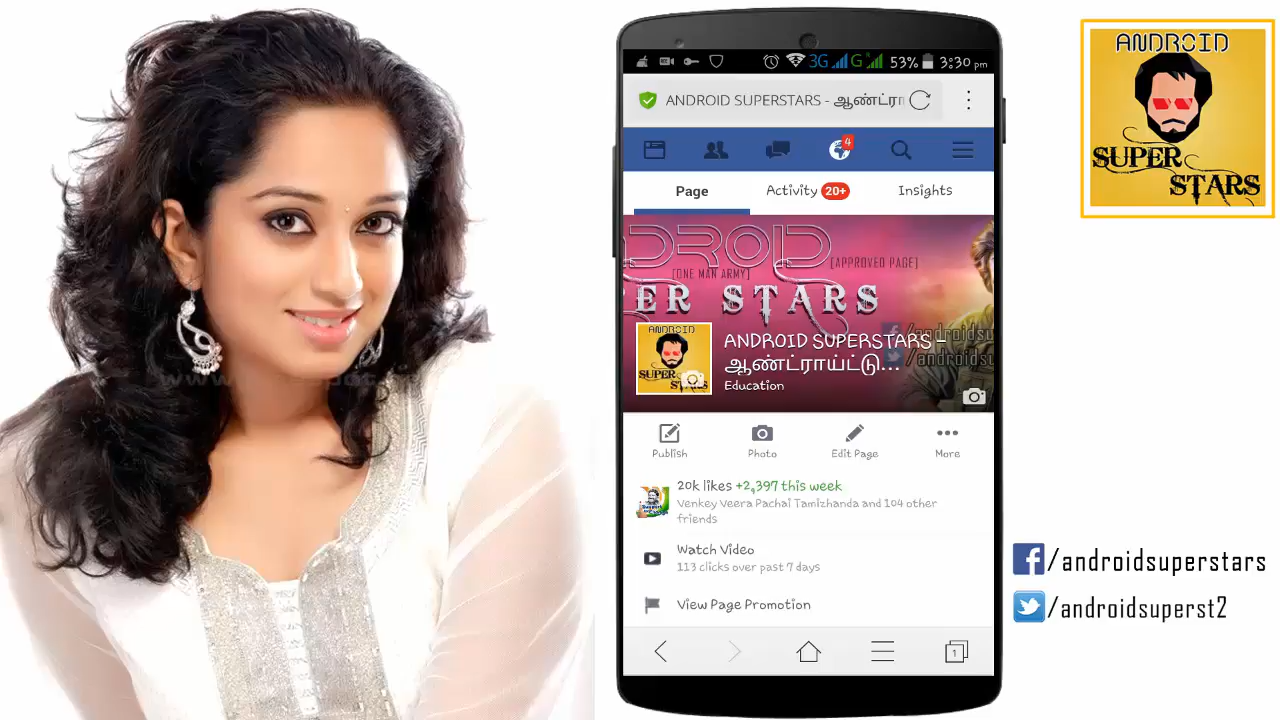 53% 3:30 pm
3G G
ANDROID SUPERSTARS - ஆண்ட்ரா
4
Page
Activity 20+
Insights
DROID
[ONE MAN ARMY]
[APPROVED PAGE]
ER STARS
/androidsu
/androidsu
ANDROID
SUPER
STARS
ANDROID SUPERSTARS -
ஆண்ட்ராய்ட்டு...
Education
Publish
Photo
Edit Page
More
20k likes +2,397 this week
Venkey Veera Pachai Tamizhanda and 104 other
friends
Watch Video
113 clicks over past 7 days
View Page Promotion
1
ANDROID
SUPER
STARS
/androidsuperstars
/androidsuperst2